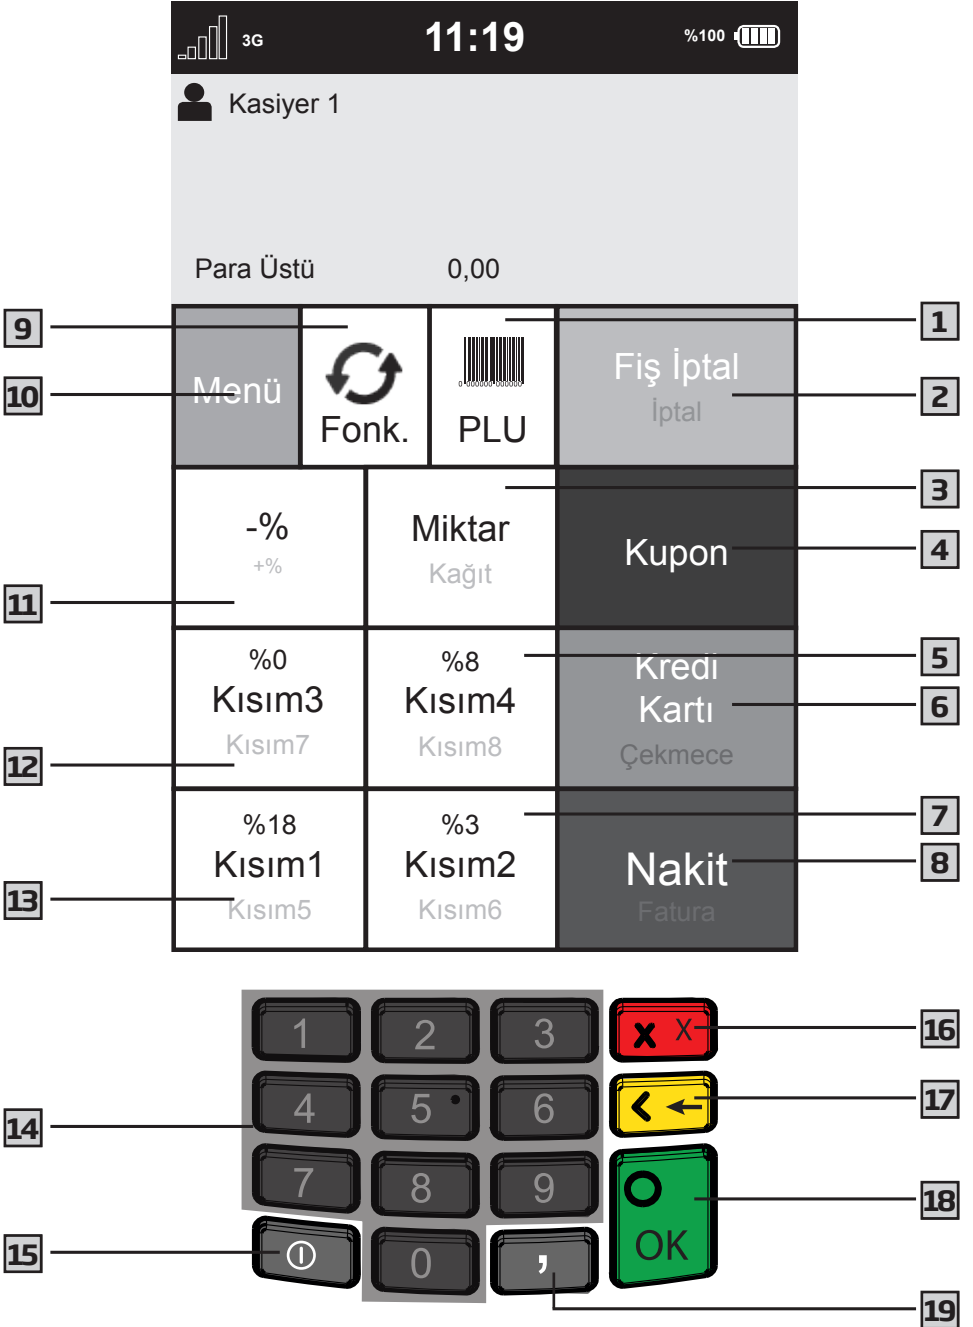 3G 11:19 %100
Kasiyer 1
Para Üstü 0,00
9
1
10
2
Menü
Fonk.
0 000000 000000
PLU
Fiş İptal
İptal
3
4
11
-%
+%
Miktar
Kağıt
Kupon
5
6
12
%0
Kısım3
Kısım7
%8
Kısım4
Kısım8
Kredi
Kartı
Çekmece
7
8
13
%18
Kısım1
Kısım5
%3
Kısım2
Kısım6
Nakit
Fatura
1 2 3 X X 16
4 5 6 17
14
7 8 9 18
OK
15
0 ,
19